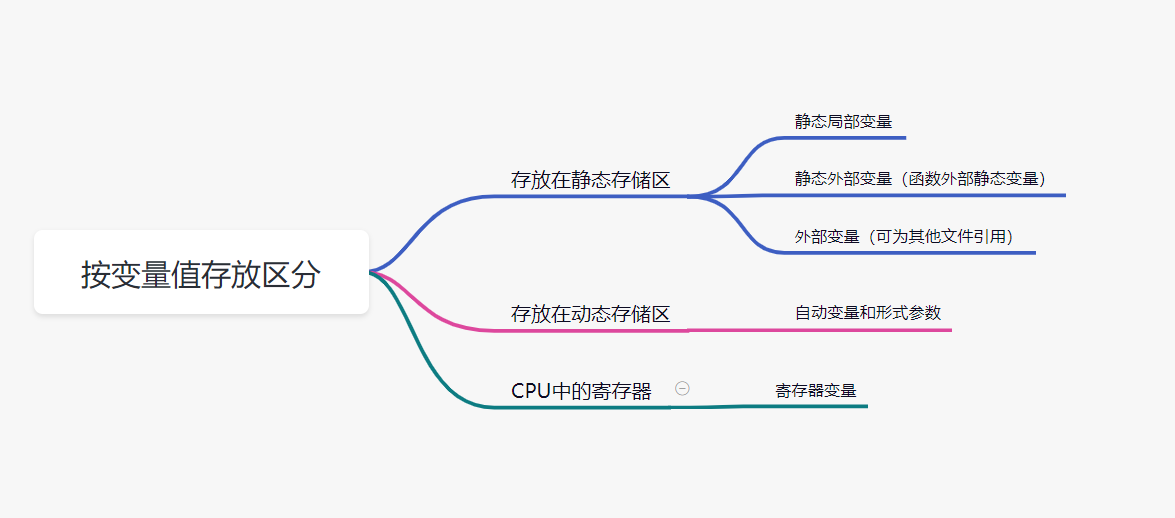 按变量值存放区分
存放在静态存储区
静态局部变量
静态外部变量（函数外部静态变量）
外部变量（可为其他文件引用）
存放在动态存储区
自动变量和形式参数
CPU中的寄存器
寄存器变量